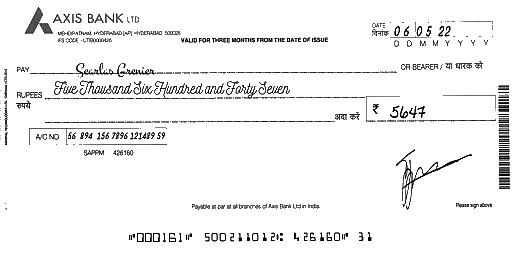 AXIS BANK LTD
MEHDIPATNAM, HYDERABAD [AP] HYDERABAD 500028
IFS CODE - UTIB0000426
VALID FOR THREE MONTHS FROM THE DATE OF ISSUE
DATE
दिनांक 06 05 22
D D M M Y Y Y Y
PAY Searlas Grenier OR BEARER / या धारक को
RUPEES Five Thousand Six Hundred and Forty Seven
रुपये अदा करें ₹ 5647
A/C NO 56 894 156 7896 121489 59
SAPPM 426160
Payable at par at all branches of Axis Bank Ltd in India.
Please sign above
⑈000161⑈ 500211012⑆ 426160⑈ 31